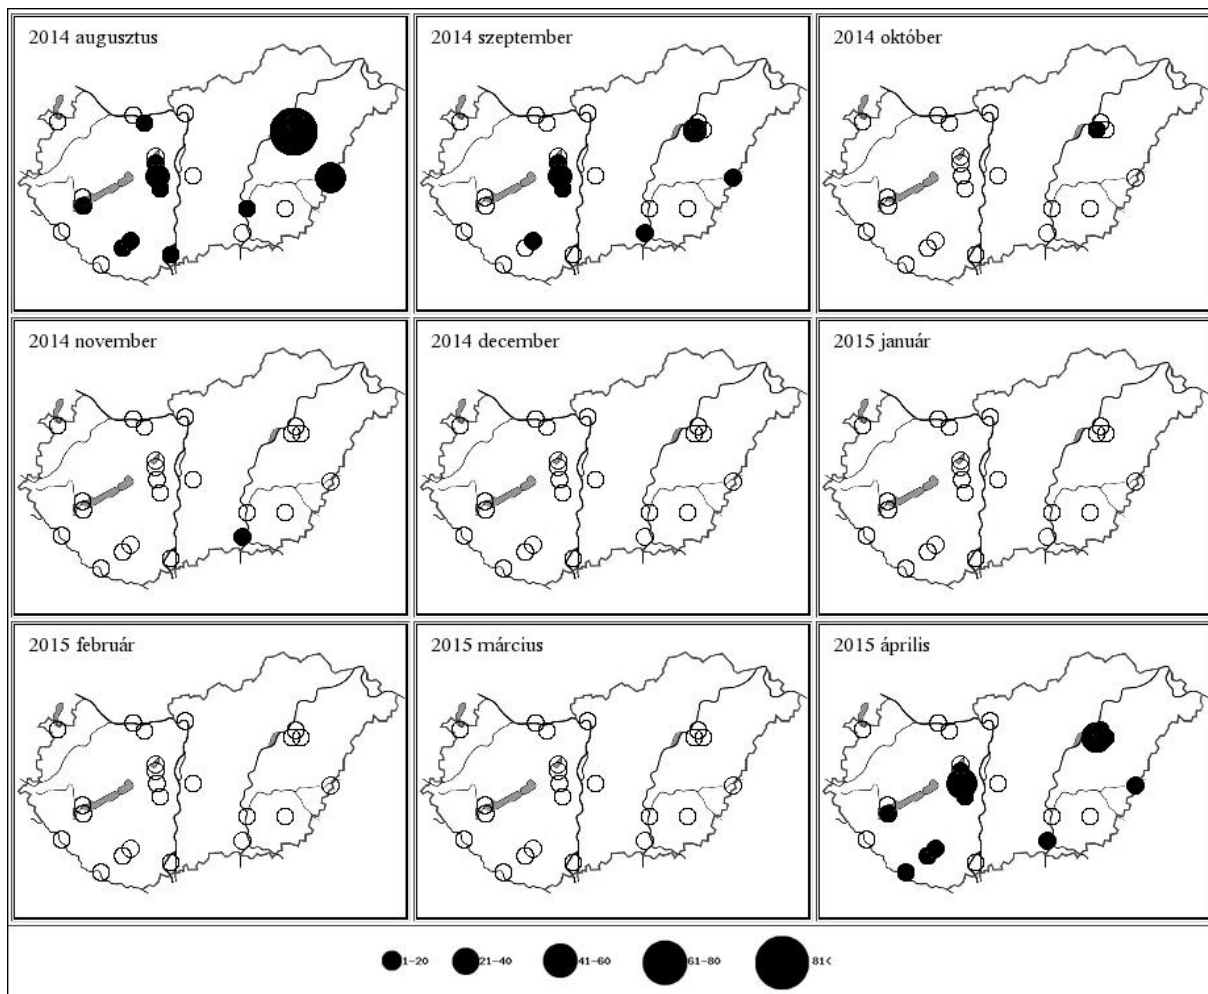 2014 augusztus
2014 szeptember
2014 október
2014 november
2014 december
2015 január
2015 február
2015 március
2015 április
1-20
21-40
41-60
61-80
81<